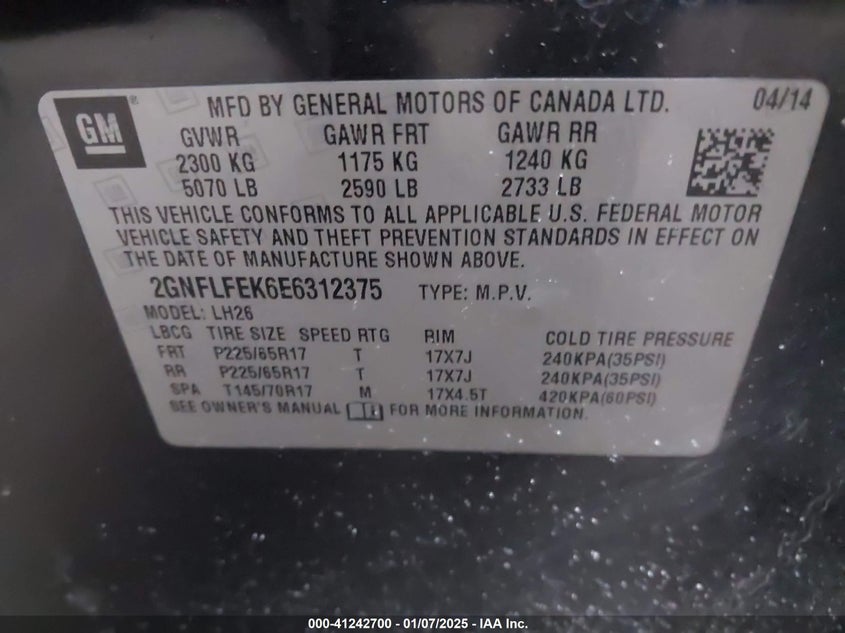 GM ® MFD BY GENERAL MOTORS OF CANADA LTD. 04/14
GVWR GAWR FRT GAWR RR
2300 KG 1175 KG 1240 KG
5070 LB 2590 LB 2733 LB
THIS VEHICLE CONFORMS TO ALL APPLICABLE U.S. FEDERAL MOTOR
VEHICLE SAFETY AND THEFT PREVENTION STANDARDS IN EFFECT ON
THE DATE OF MANUFACTURE SHOWN ABOVE.
2GNFLFEK6E6312375 TYPE: M.P.V.
MODEL: LH26
LBCG TIRE SIZE SPEED RTG RIM COLD TIRE PRESSURE
FRT P225/65R17 T 17X7J 240KPA(35PSI)
RR P225/65R17 T 17X7J 240KPA(35PSI)
SPA T145/70R17 M 17X4.5T 420KPA(60PSI)
SEE OWNER'S MANUAL FOR MORE INFORMATION.
000-41242700 - 01/07/2025 - IAA Inc.